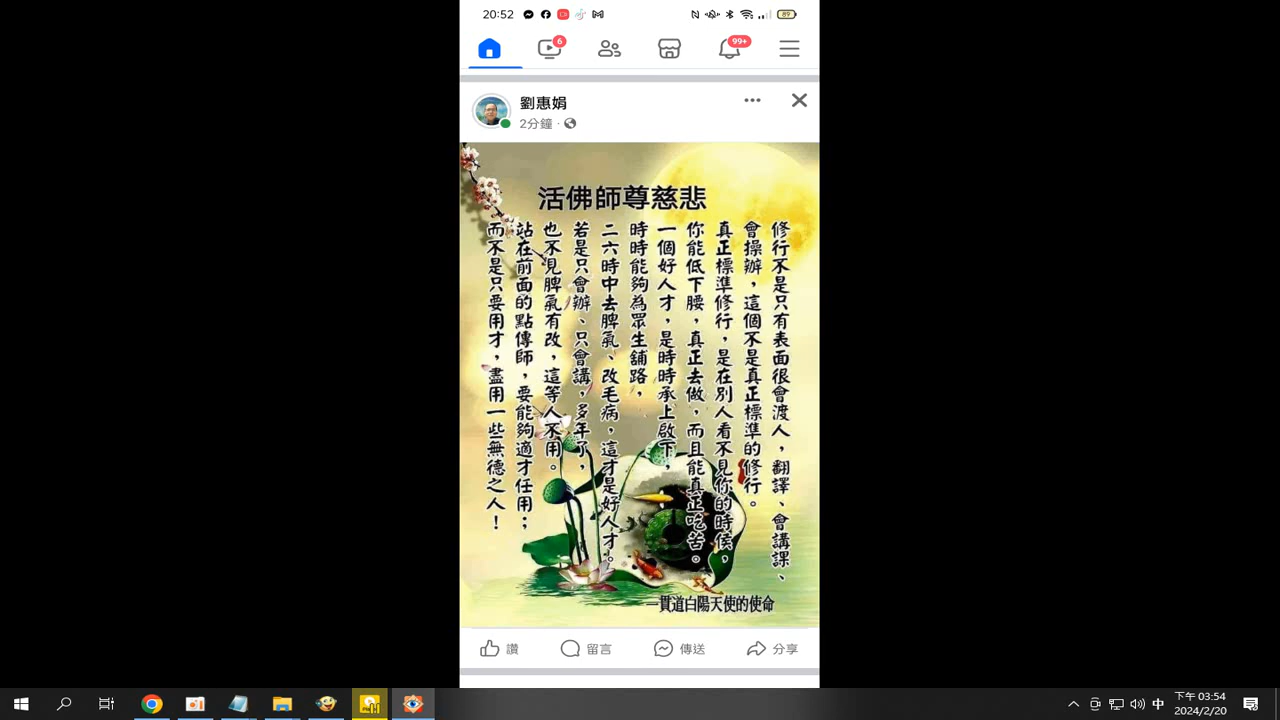 20:52
89
6
99+
劉惠娟
2分鐘 ·
活佛師尊慈悲
修行不是只有表面很會渡人，翻譯、會講課、
會操辦，這個不是真正標準的修行。
真正標準修行，是在別人看不見你的時侯，
你能低下腰，真正去做，而且能真正吃苦。
一個好人才，是時時承上啟下，
時時能夠為眾生舖路，
二六時中去脾氣、改毛病，這才是好人才。
若是只會辦、只會講，多年了，
也不見脾氣有改，這等人不用。
站在前面的點傳師，要能夠適才任用；
而不是只要用才，盡用一些無德之人！
一貫道白陽天使的使命
讚
留言
傳送
分享
中
下午 03:54
2024/2/20